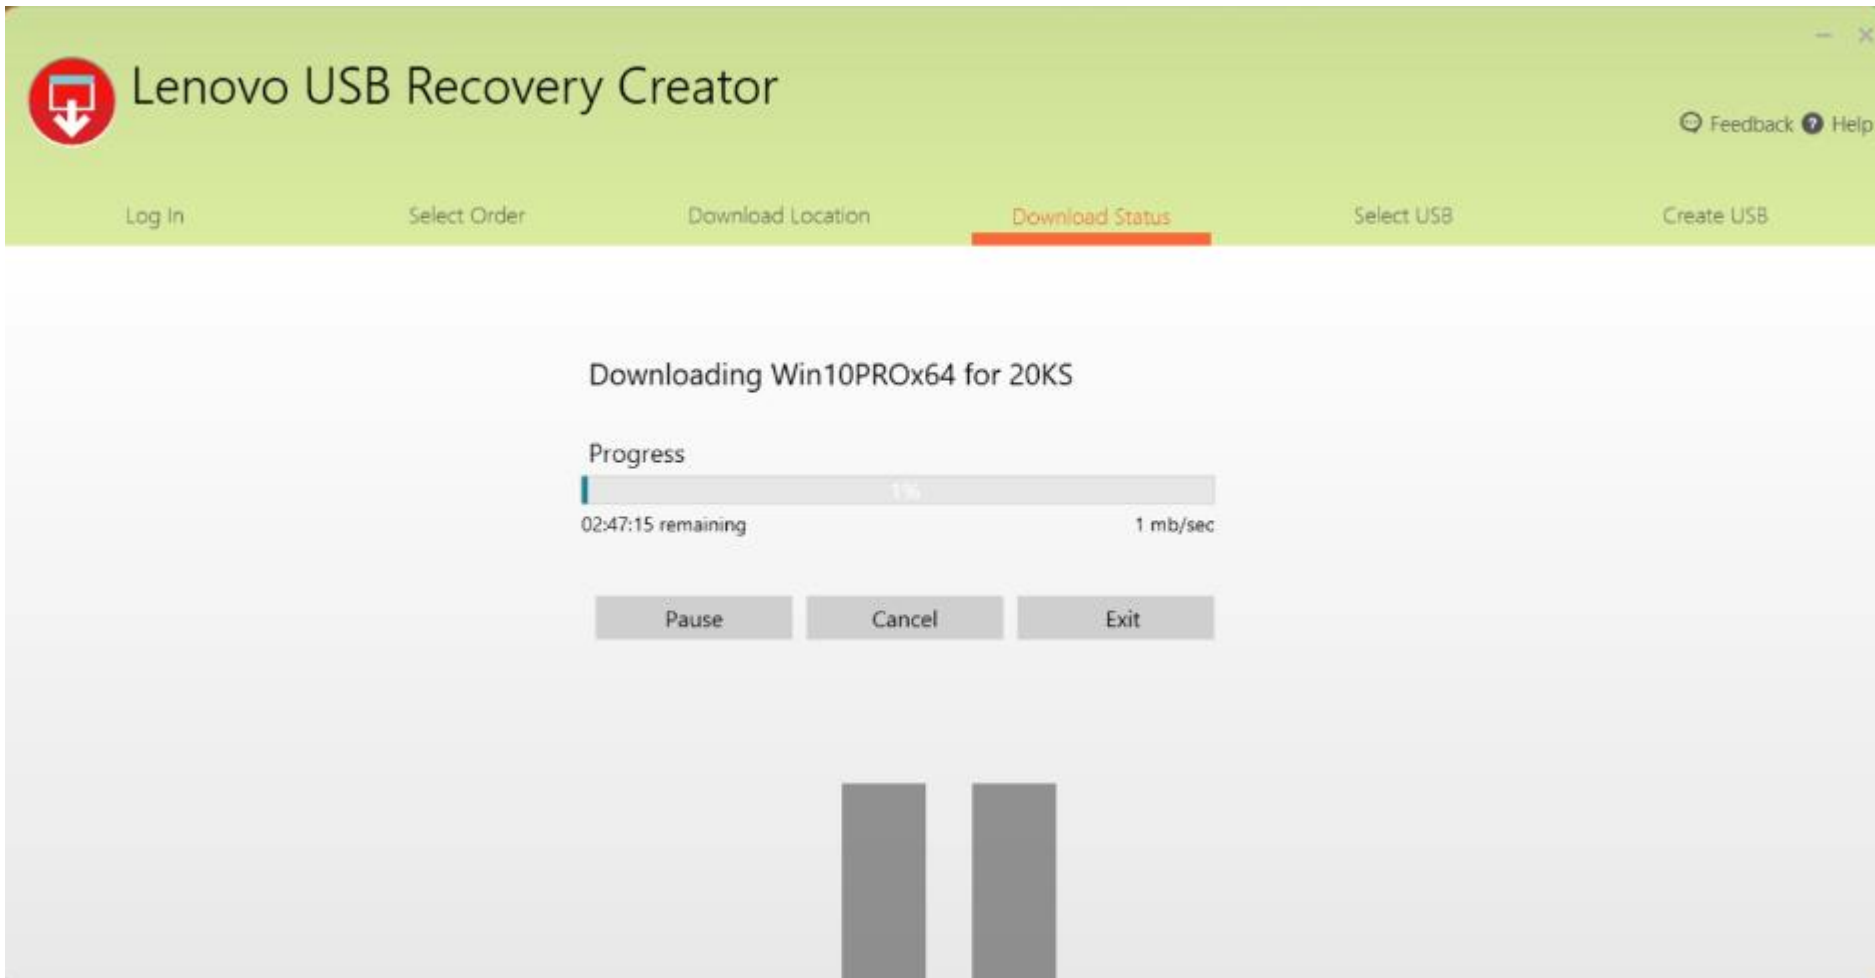 Lenovo USB Recovery Creator
Feedback Help
Log In Select Order Download Location Download Status Select USB Create USB
Downloading Win10PROx64 for 20KS
Progress
1%
02:47:15 remaining 1 mb/sec
Pause Cancel Exit